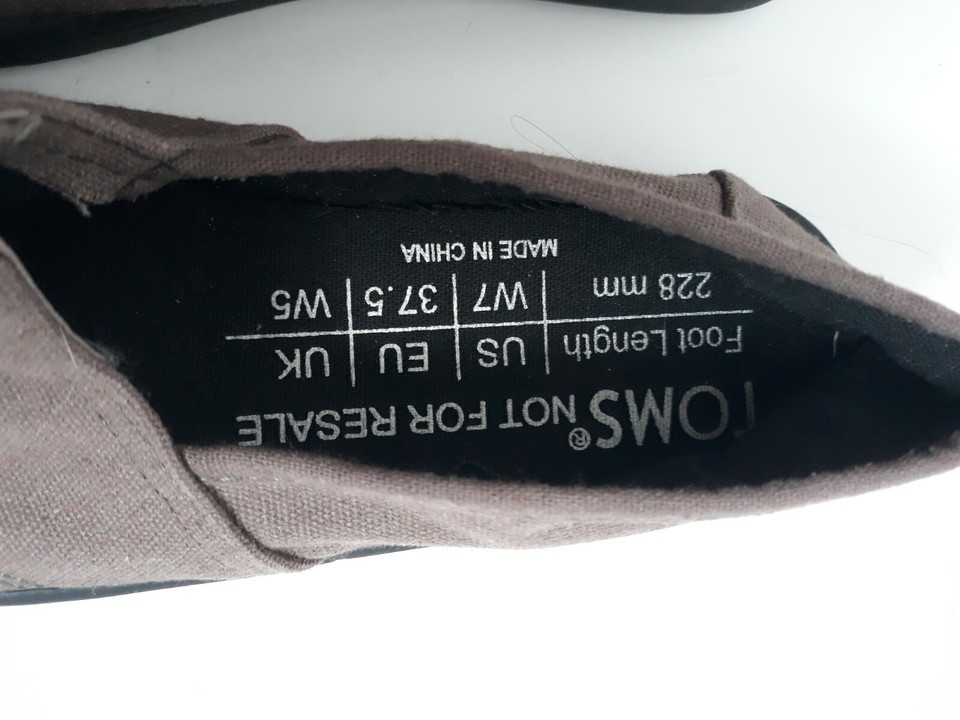 TOMS® NOT FOR RESALE
Foot Length | US | EU | UK
228 mm | W7 | 37.5 | W5
MADE IN CHINA